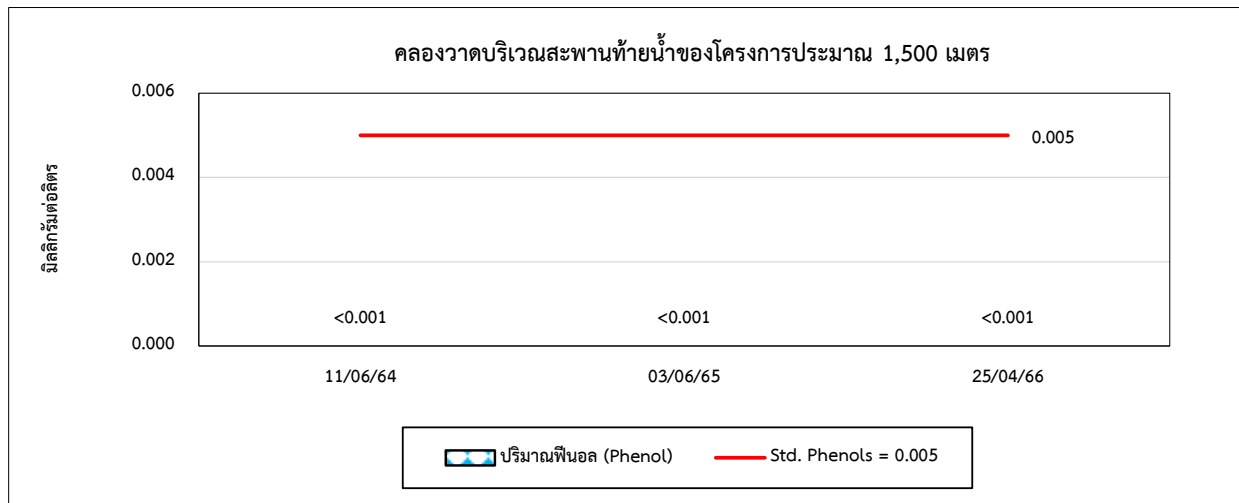 คลองวาดบริเวณสะพานท้ายน้ำของโครงการประมาณ 1,500 เมตร
มิลลิกรัมต่อลิตร
0.006
0.005
0.004
0.002
<0.001 <0.001 <0.001
0.000
11/06/64 03/06/65 25/04/66
ปริมาณฟีนอล (Phenol) Std. Phenols = 0.005